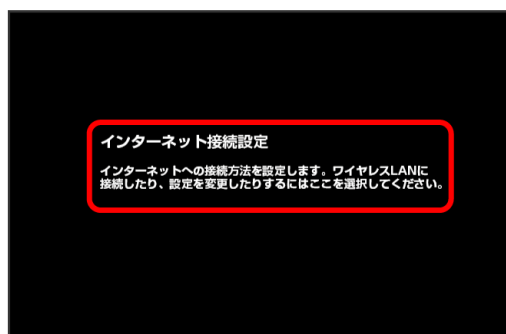 インターネット接続設定
インターネットへの接続方法を設定します。ワイヤレスLANに
接続したり、設定を変更したりするにはここを選択してください。